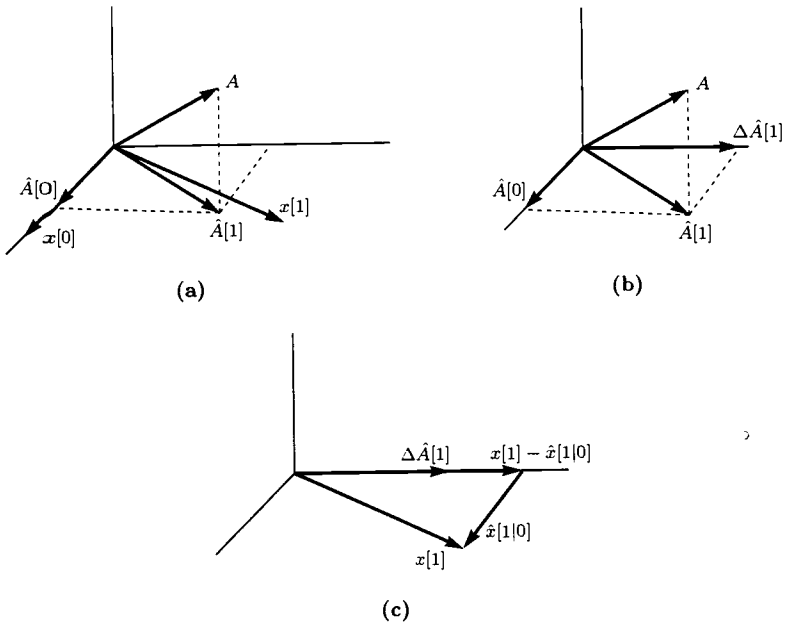 A
Â[O]
x[0]
x[1]
Â[1]
(a)
A
ΔÂ[1]
Â[0]
Â[1]
(b)
ΔÂ[1]
x[1] − x̂[1|0]
x̂[1|0]
x[1]
(c)